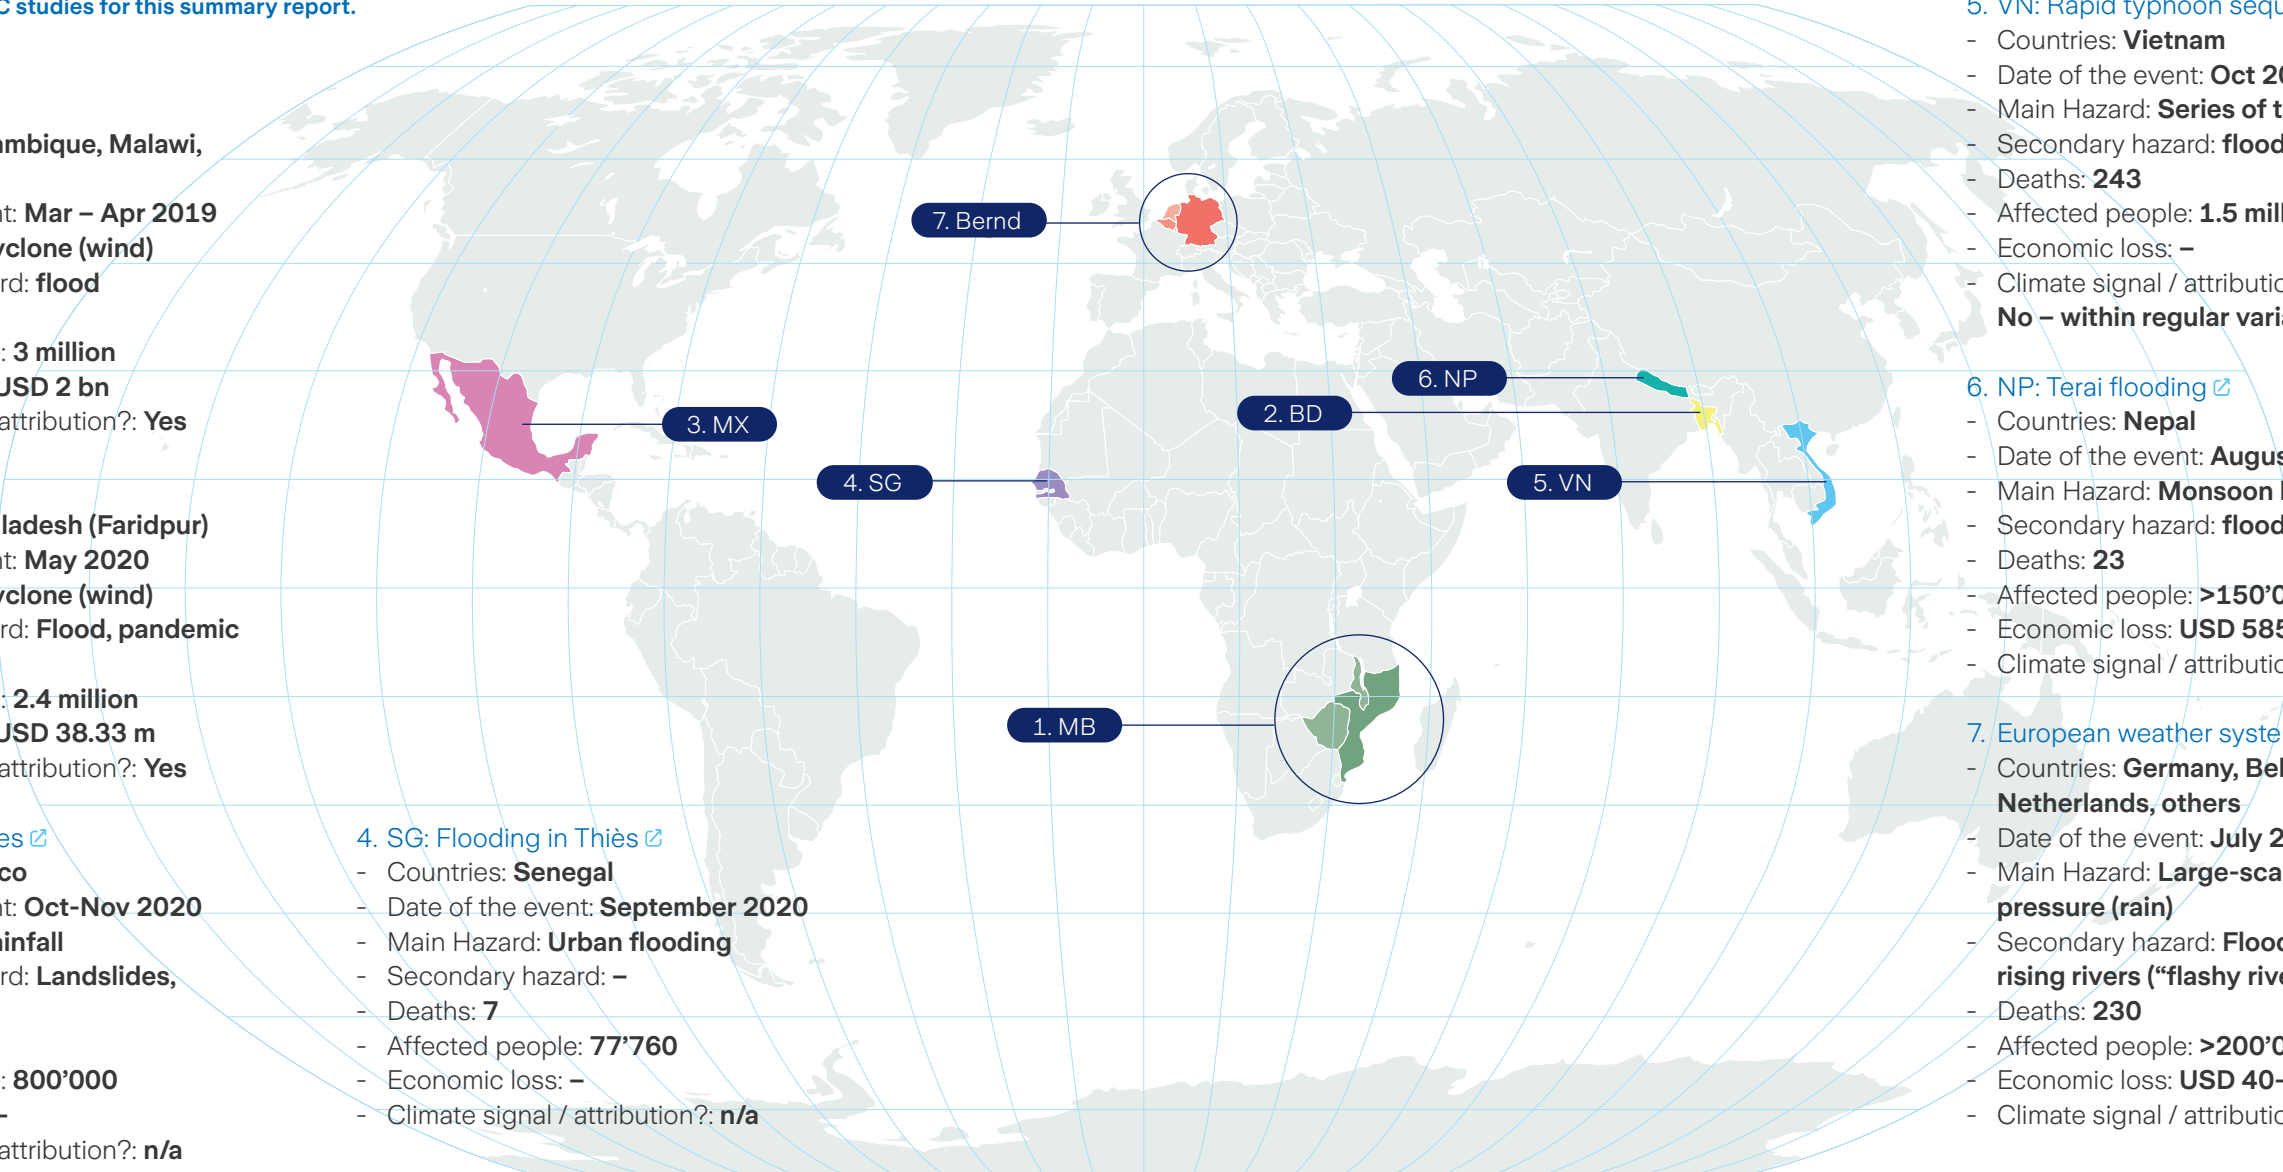 C studies for this summary report.
ambique, Malawi,
nt: Mar – Apr 2019
yclone (wind)
rd: flood
: 3 million
USD 2 bn
attribution?: Yes
ladesh (Faridpur)
nt: May 2020
yclone (wind)
rd: Flood, pandemic
: 2.4 million
USD 38.33 m
attribution?: Yes
es
co
nt: Oct-Nov 2020
infall
rd: Landslides,
: 800’000
–
attribution?: n/a
4. SG: Flooding in Thiès
- Countries: Senegal
- Date of the event: September 2020
- Main Hazard: Urban flooding
- Secondary hazard: –
- Deaths: 7
- Affected people: 77’760
- Economic loss: –
- Climate signal / attribution?: n/a
7. Bernd
3. MX
4. SG
6. NP
2. BD
5. VN
1. MB
5. VN: Rapid typhoon sequ
- Countries: Vietnam
- Date of the event: Oct 20
- Main Hazard: Series of t
- Secondary hazard: flood
- Deaths: 243
- Affected people: 1.5 mill
- Economic loss: –
- Climate signal / attributio
No – within regular varia
6. NP: Terai flooding
- Countries: Nepal
- Date of the event: Augus
- Main Hazard: Monsoon
- Secondary hazard: flood
- Deaths: 23
- Affected people: >150’0
- Economic loss: USD 585
- Climate signal / attributio
7. European weather syste
- Countries: Germany, Bel
Netherlands, others
- Date of the event: July 2
- Main Hazard: Large-sca
pressure (rain)
- Secondary hazard: Flood
rising rivers (“flashy rive
- Deaths: 230
- Affected people: >200’0
- Economic loss: USD 40-
- Climate signal / attributio